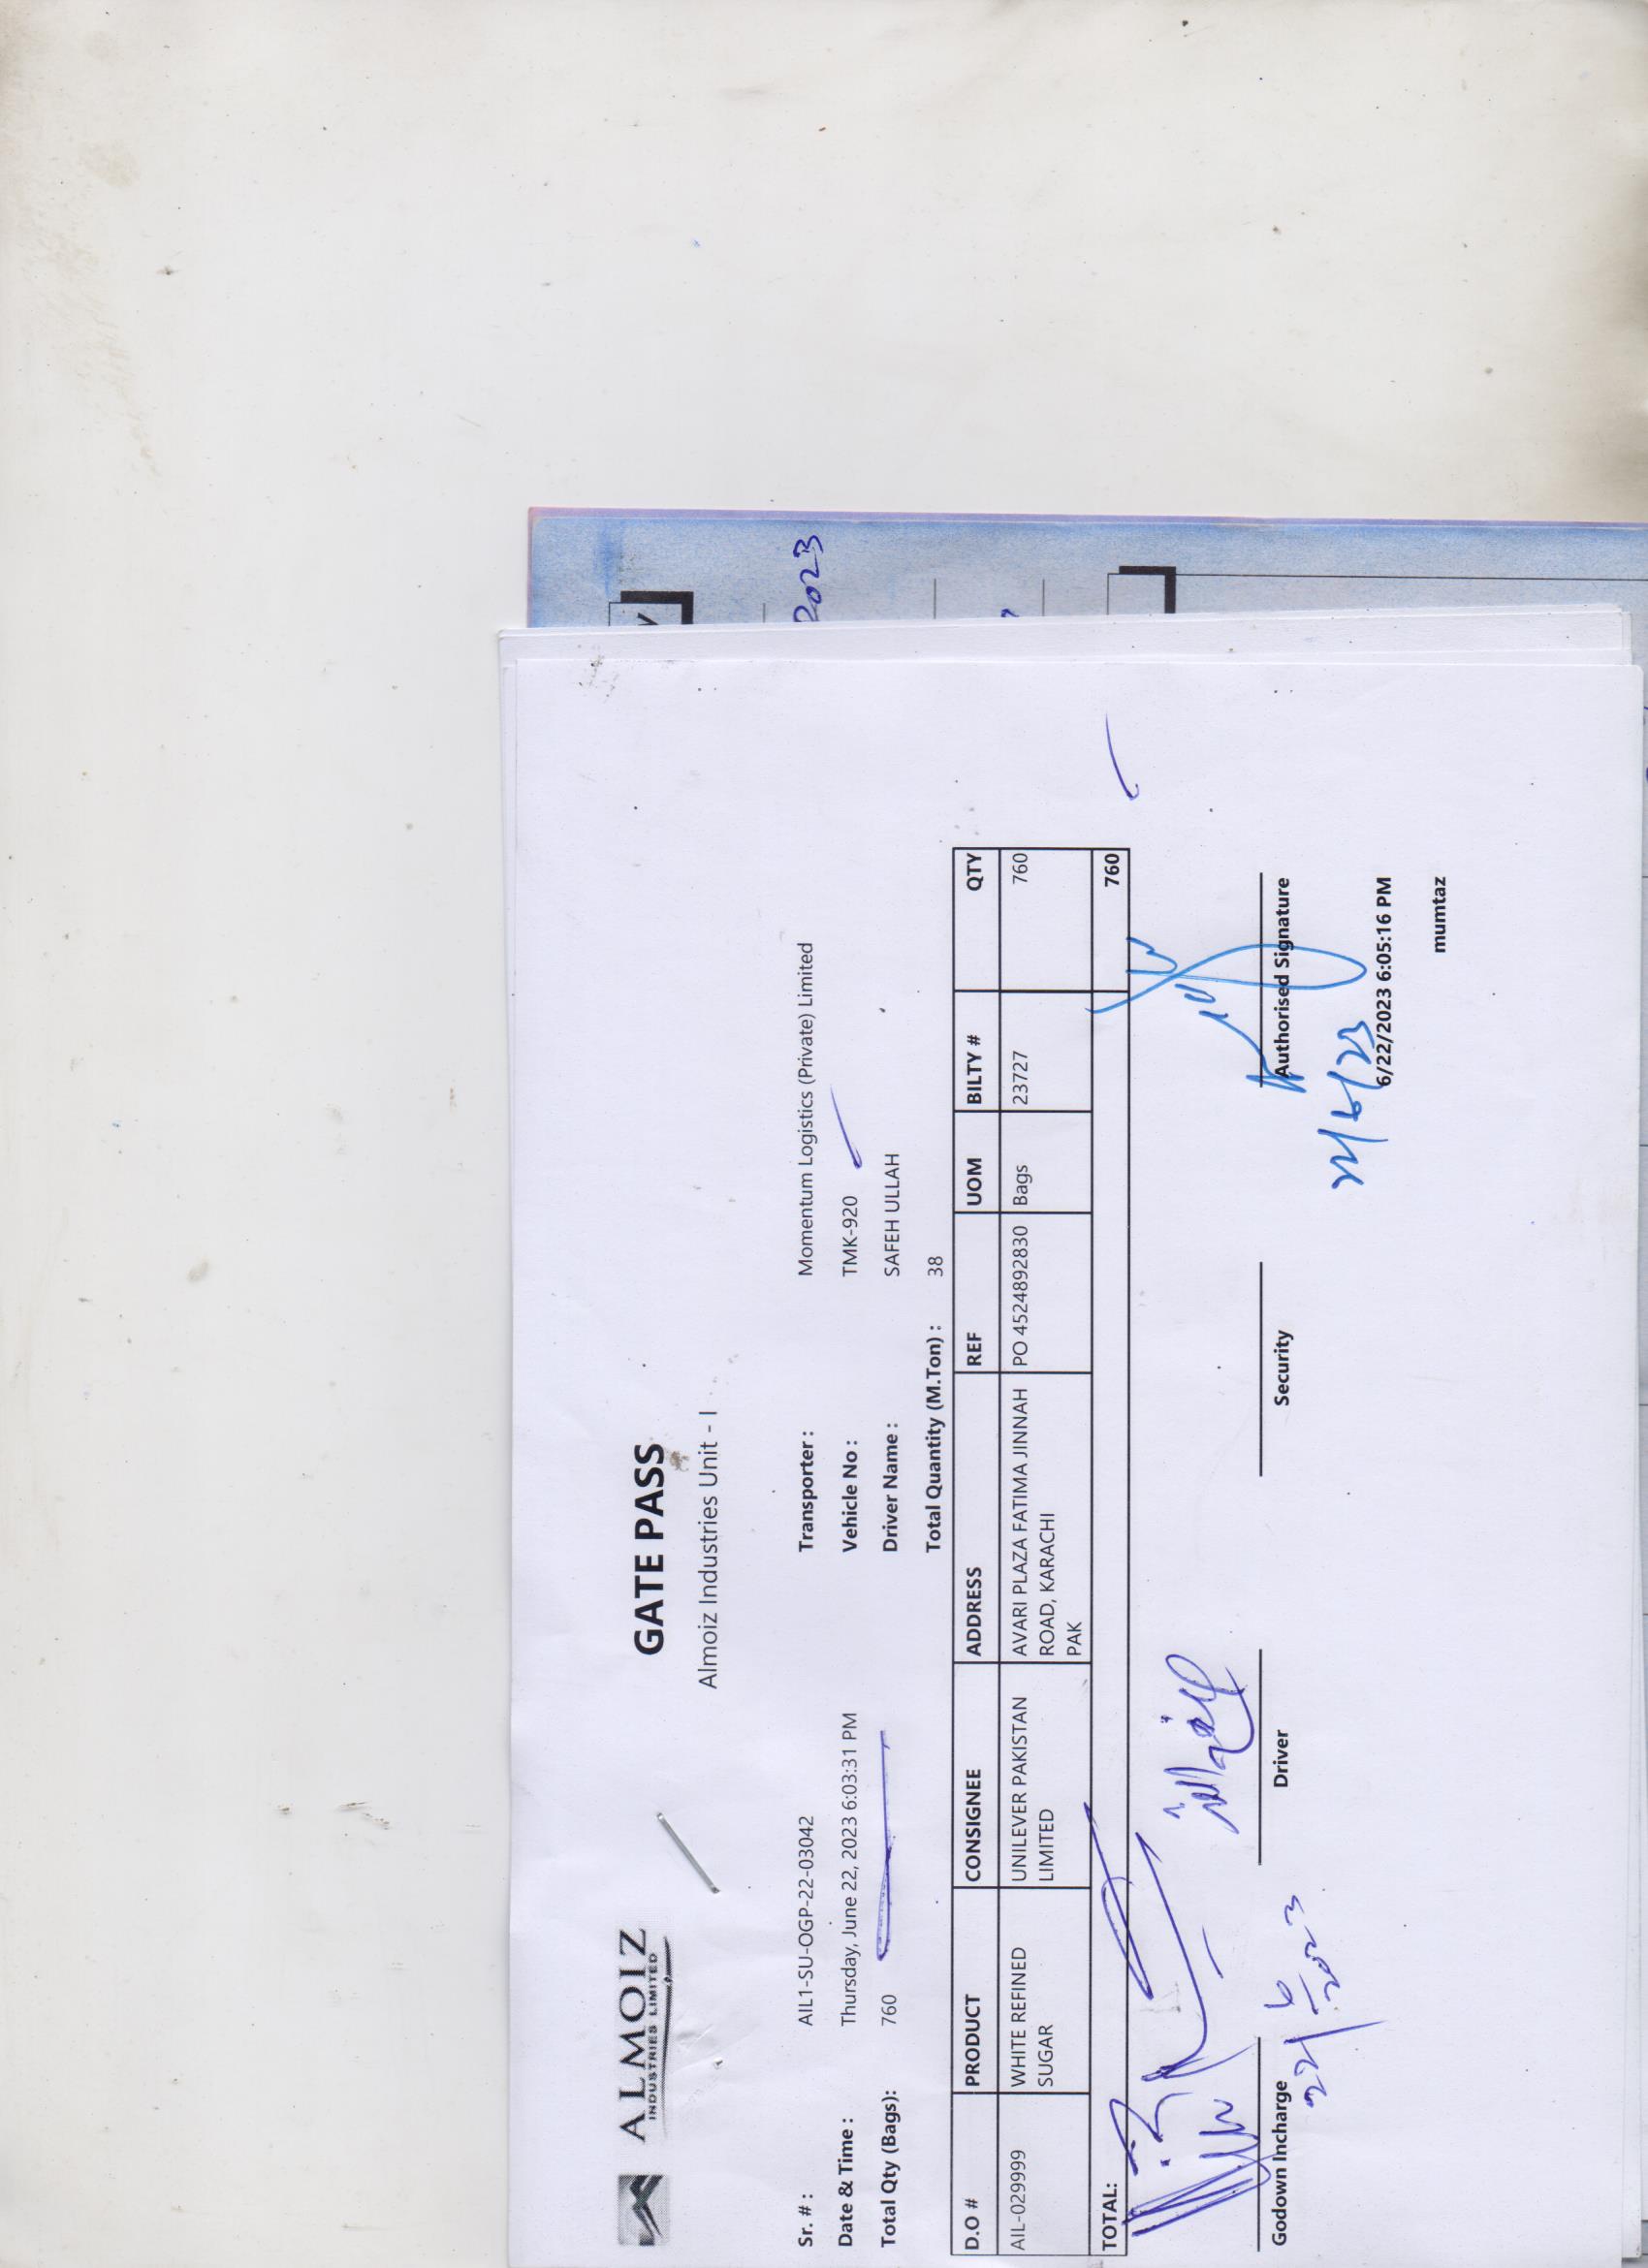 ALMOIZ
INDUSTRIES LIMITED
GATE PASS
Almoiz Industries Unit - I
Sr. # : AIL1-SU-OGP-22-03042 Transporter : Momentum Logistics (Private) Limited
Date & Time : Thursday, June 22, 2023 6:03:31 PM Vehicle No : TMK-920
Total Qty (Bags): 760 Driver Name : SAFEH ULLAH
Total Quantity (M.Ton) : 38
D.O # PRODUCT CONSIGNEE ADDRESS REF UOM BILTY # QTY
AIL-029999 WHITE REFINED UNILEVER PAKISTAN AVARI PLAZA FATIMA JINNAH PO 4524892830 Bags 23727 760
SUGAR LIMITED ROAD, KARACHI
PAK
TOTAL: 760
Godown Incharge Driver Security Authorised Signature
22/6/2023
22/6/23
6/22/2023 6:05:16 PM
mumtaz
2023